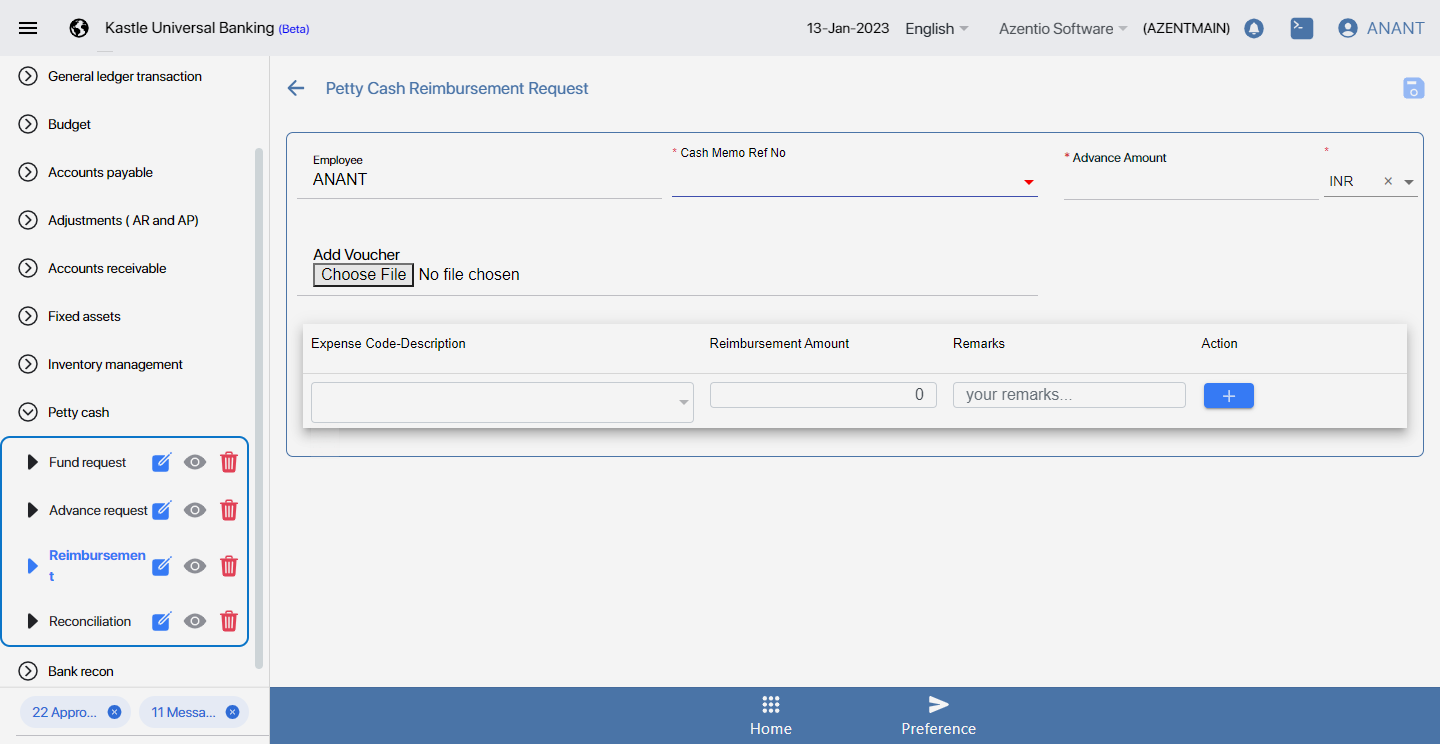 Kastle Universal Banking (Beta)
13-Jan-2023 English Azentio Software (AZENTMAIN) ANANT
General ledger transaction
Budget
Accounts payable
Adjustments ( AR and AP)
Accounts receivable
Fixed assets
Inventory management
Petty cash
Fund request
Advance request
Reimbursemen
t
Reconciliation
Bank recon
22 Appro...
11 Messa...
Petty Cash Reimbursement Request
Employee
ANANT
* Cash Memo Ref No
* Advance Amount
*
INR ×
Add Voucher
Choose File No file chosen
Expense Code-Description Reimbursement Amount Remarks Action
0 your remarks... +
Home
Preference